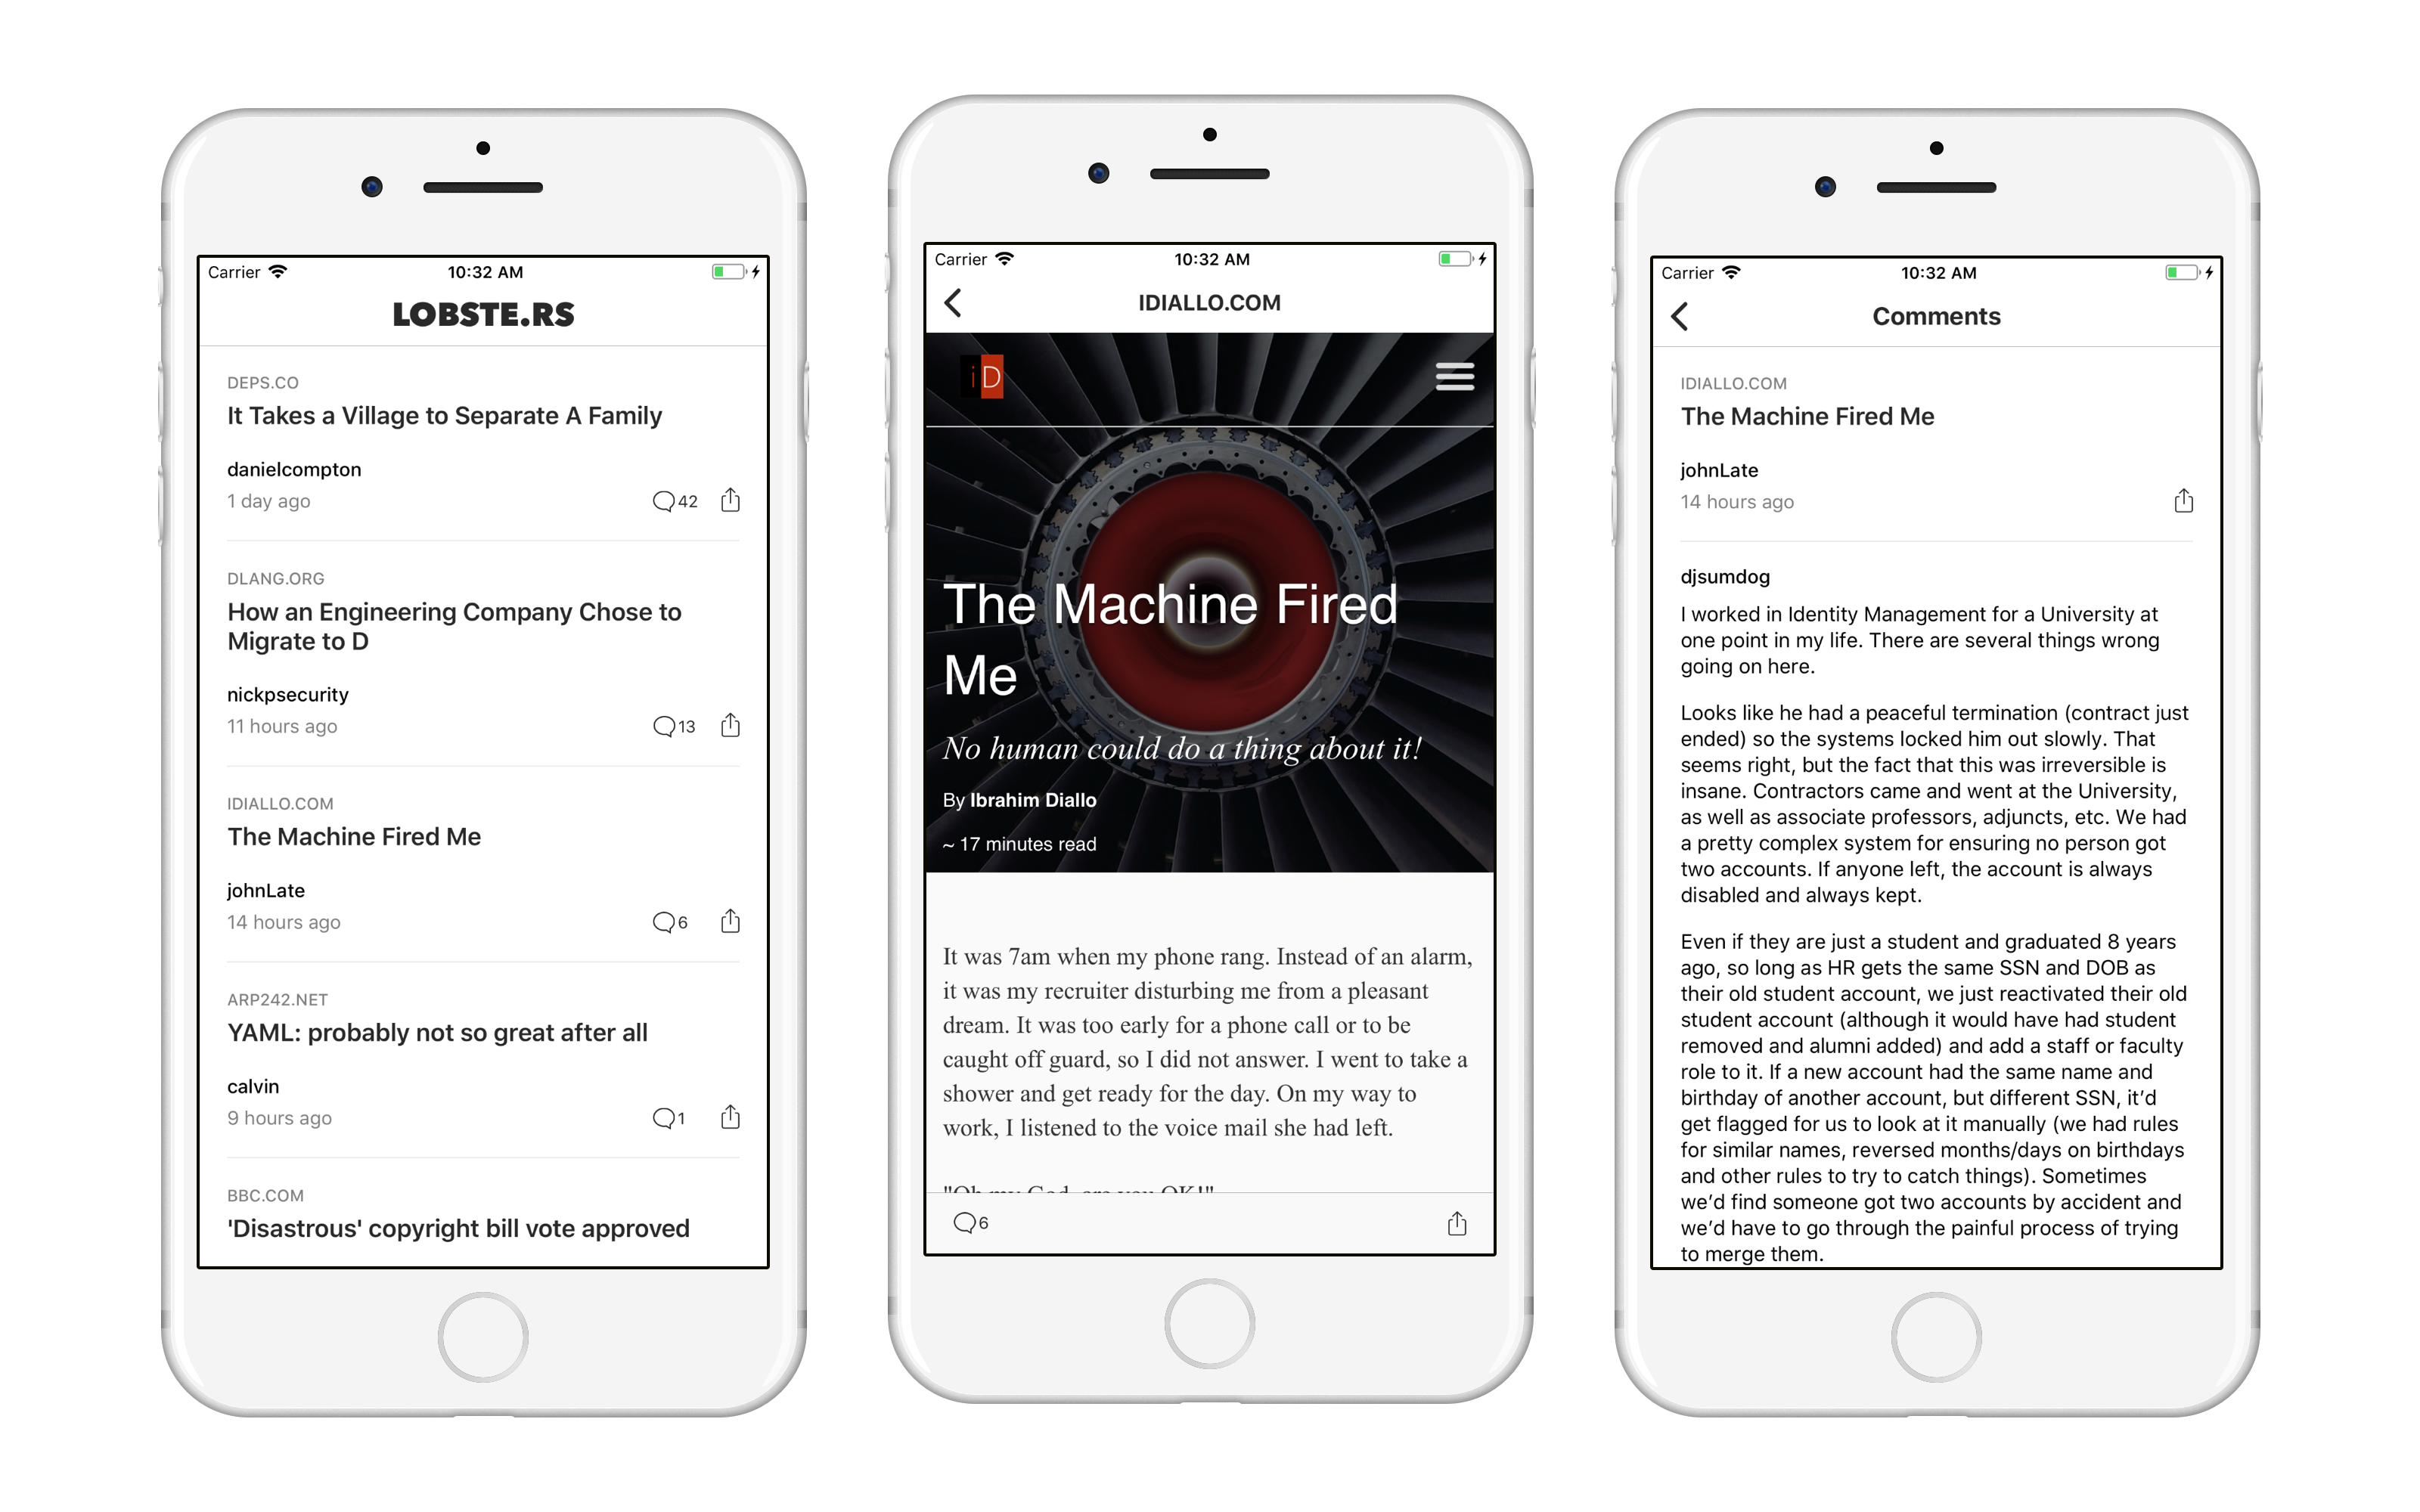 Carrier 10:32 AM
LOBSTE.RS
DEPS.CO
It Takes a Village to Separate A Family
danielcompton
1 day ago 42
DLANG.ORG
How an Engineering Company Chose to
Migrate to D
nickpsecurity
11 hours ago 13
IDIALLO.COM
The Machine Fired Me
johnLate
14 hours ago 6
ARP242.NET
YAML: probably not so great after all
calvin
9 hours ago 1
BBC.COM
'Disastrous' copyright bill vote approved
Carrier 10:32 AM
IDIALLO.COM
iD
The Machine Fired
Me
No human could do a thing about it!
By Ibrahim Diallo
~ 17 minutes read
It was 7am when my phone rang. Instead of an alarm,
it was my recruiter disturbing me from a pleasant
dream. It was too early for a phone call or to be
caught off guard, so I did not answer. I went to take a
shower and get ready for the day. On my way to
work, I listened to the voice mail she had left.
"Oh my God, are you OK!"
6
Carrier 10:32 AM
Comments
IDIALLO.COM
The Machine Fired Me
johnLate
14 hours ago
djsumdog
I worked in Identity Management for a University at
one point in my life. There are several things wrong
going on here.
Looks like he had a peaceful termination (contract just
ended) so the systems locked him out slowly. That
seems right, but the fact that this was irreversible is
insane. Contractors came and went at the University,
as well as associate professors, adjuncts, etc. We had
a pretty complex system for ensuring no person got
two accounts. If anyone left, the account is always
disabled and always kept.
Even if they are just a student and graduated 8 years
ago, so long as HR gets the same SSN and DOB as
their old student account, we just reactivated their old
student account (although it would have had student
removed and alumni added) and add a staff or faculty
role to it. If a new account had the same name and
birthday of another account, but different SSN, it’d
get flagged for us to look at it manually (we had rules
for similar names, reversed months/days on birthdays
and other rules to try to catch things). Sometimes
we’d find someone got two accounts by accident and
we’d have to go through the painful process of trying
to merge them.